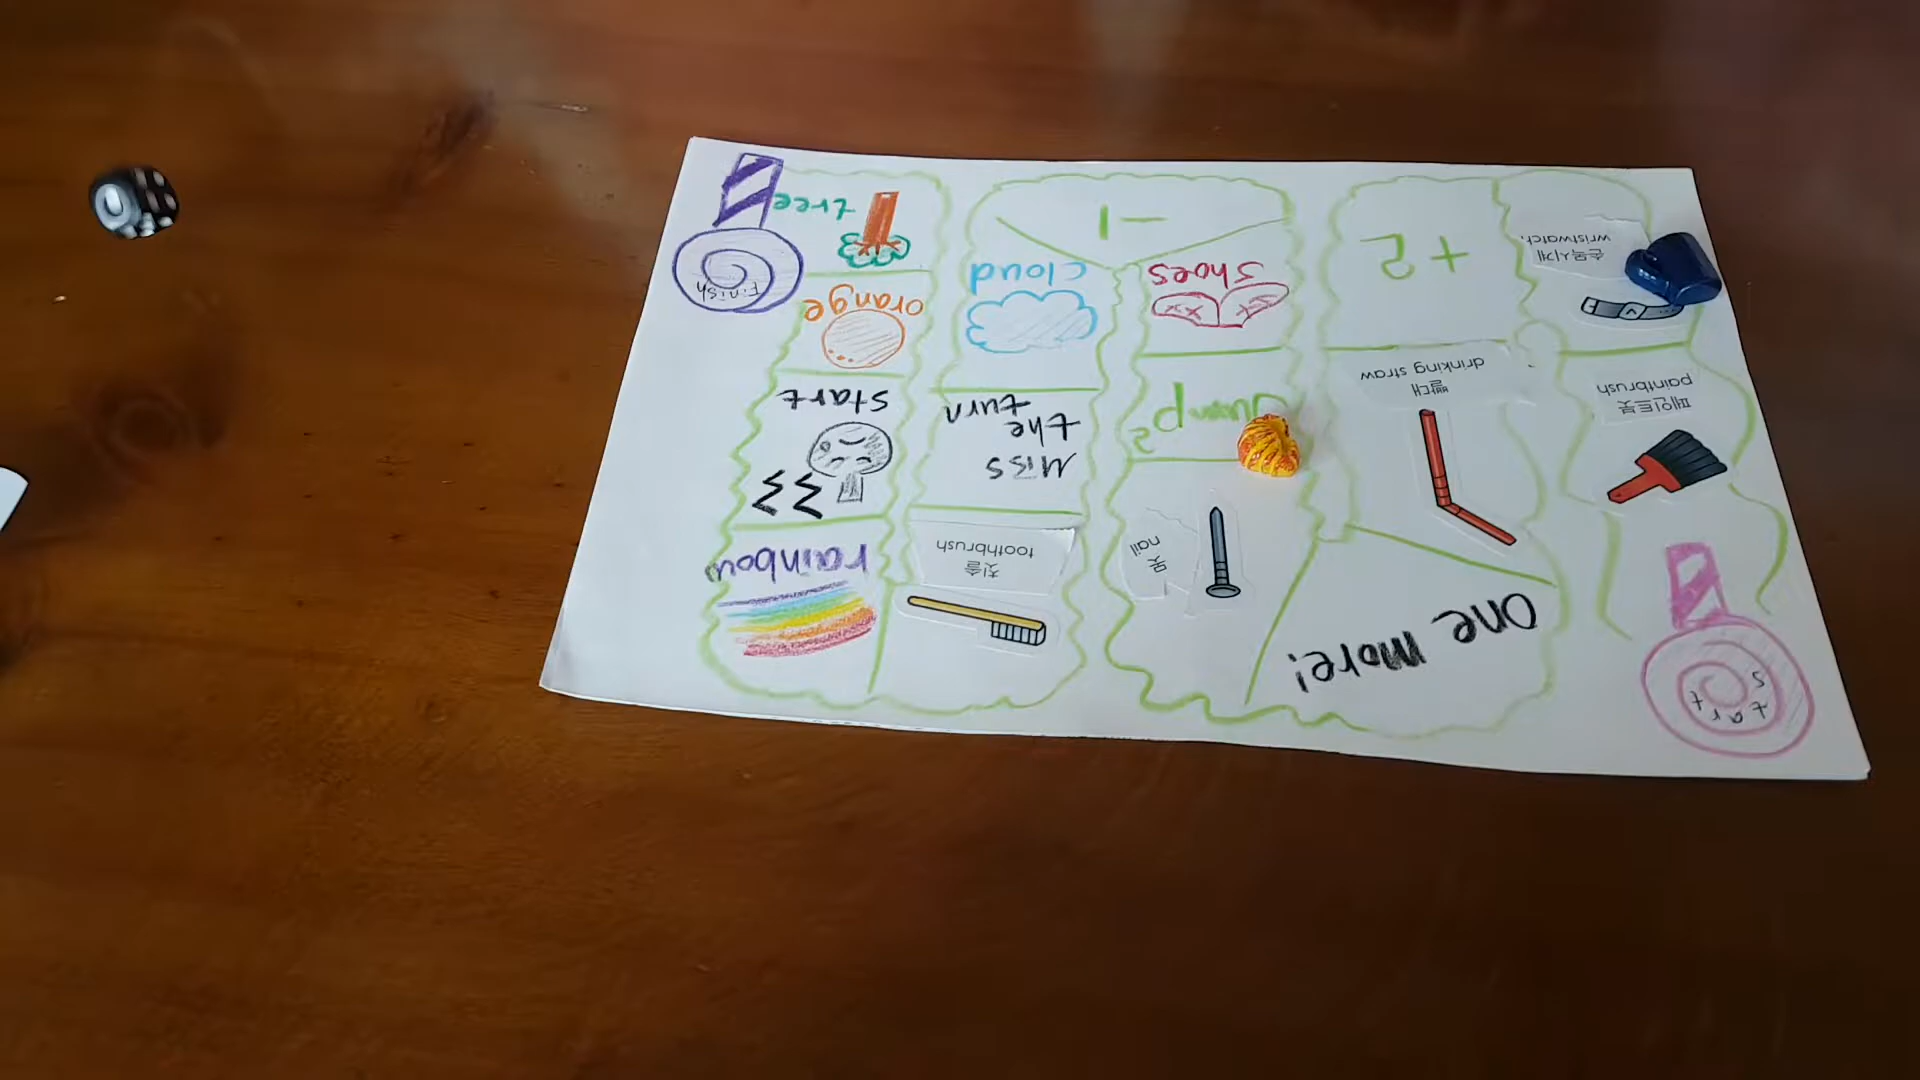 start
페인트붓
paintbrush
손목시계
wristwatch.
+2
빨대
drinking straw
One more!
못
nail
Jump
shoes
-1
cloud
Miss
the
turn
칫솔
toothbrush
rainbow
start
orange
tree
Finish